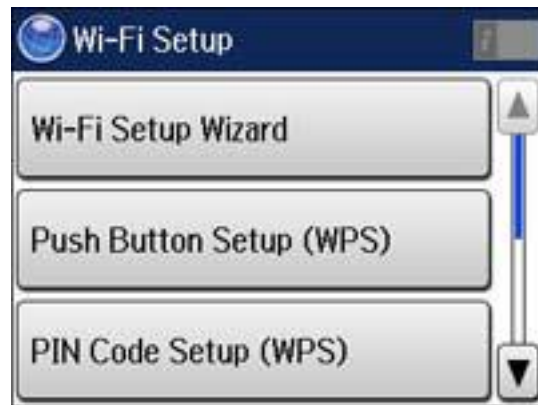 Wi-Fi Setup
Wi-Fi Setup Wizard
Push Button Setup (WPS)
PIN Code Setup (WPS)